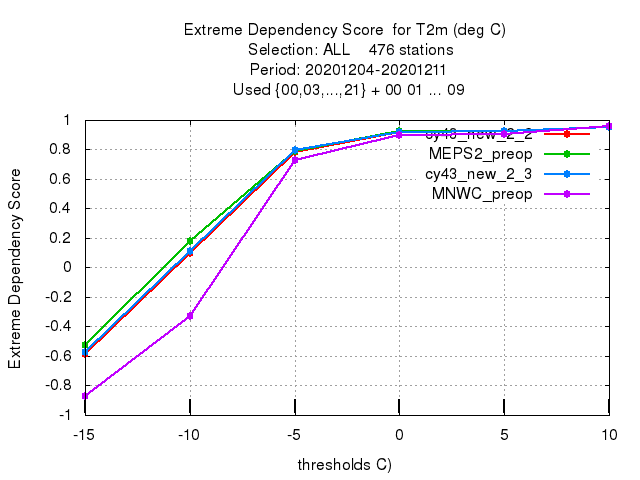 Extreme Dependency Score  for T2m (deg C)
Selection: ALL    476 stations
Period: 20201204-20201211
Used {00,03,...,21} + 00 01 ... 09
Extreme Dependency Score
1
0.8
0.6
0.4
0.2
0
-0.2
-0.4
-0.6
-0.8
-1
cy43_new_2_2
MEPS2_preop
cy43_new_2_3
MNWC_preop
-15 -10 -5 0 5 10
thresholds C)